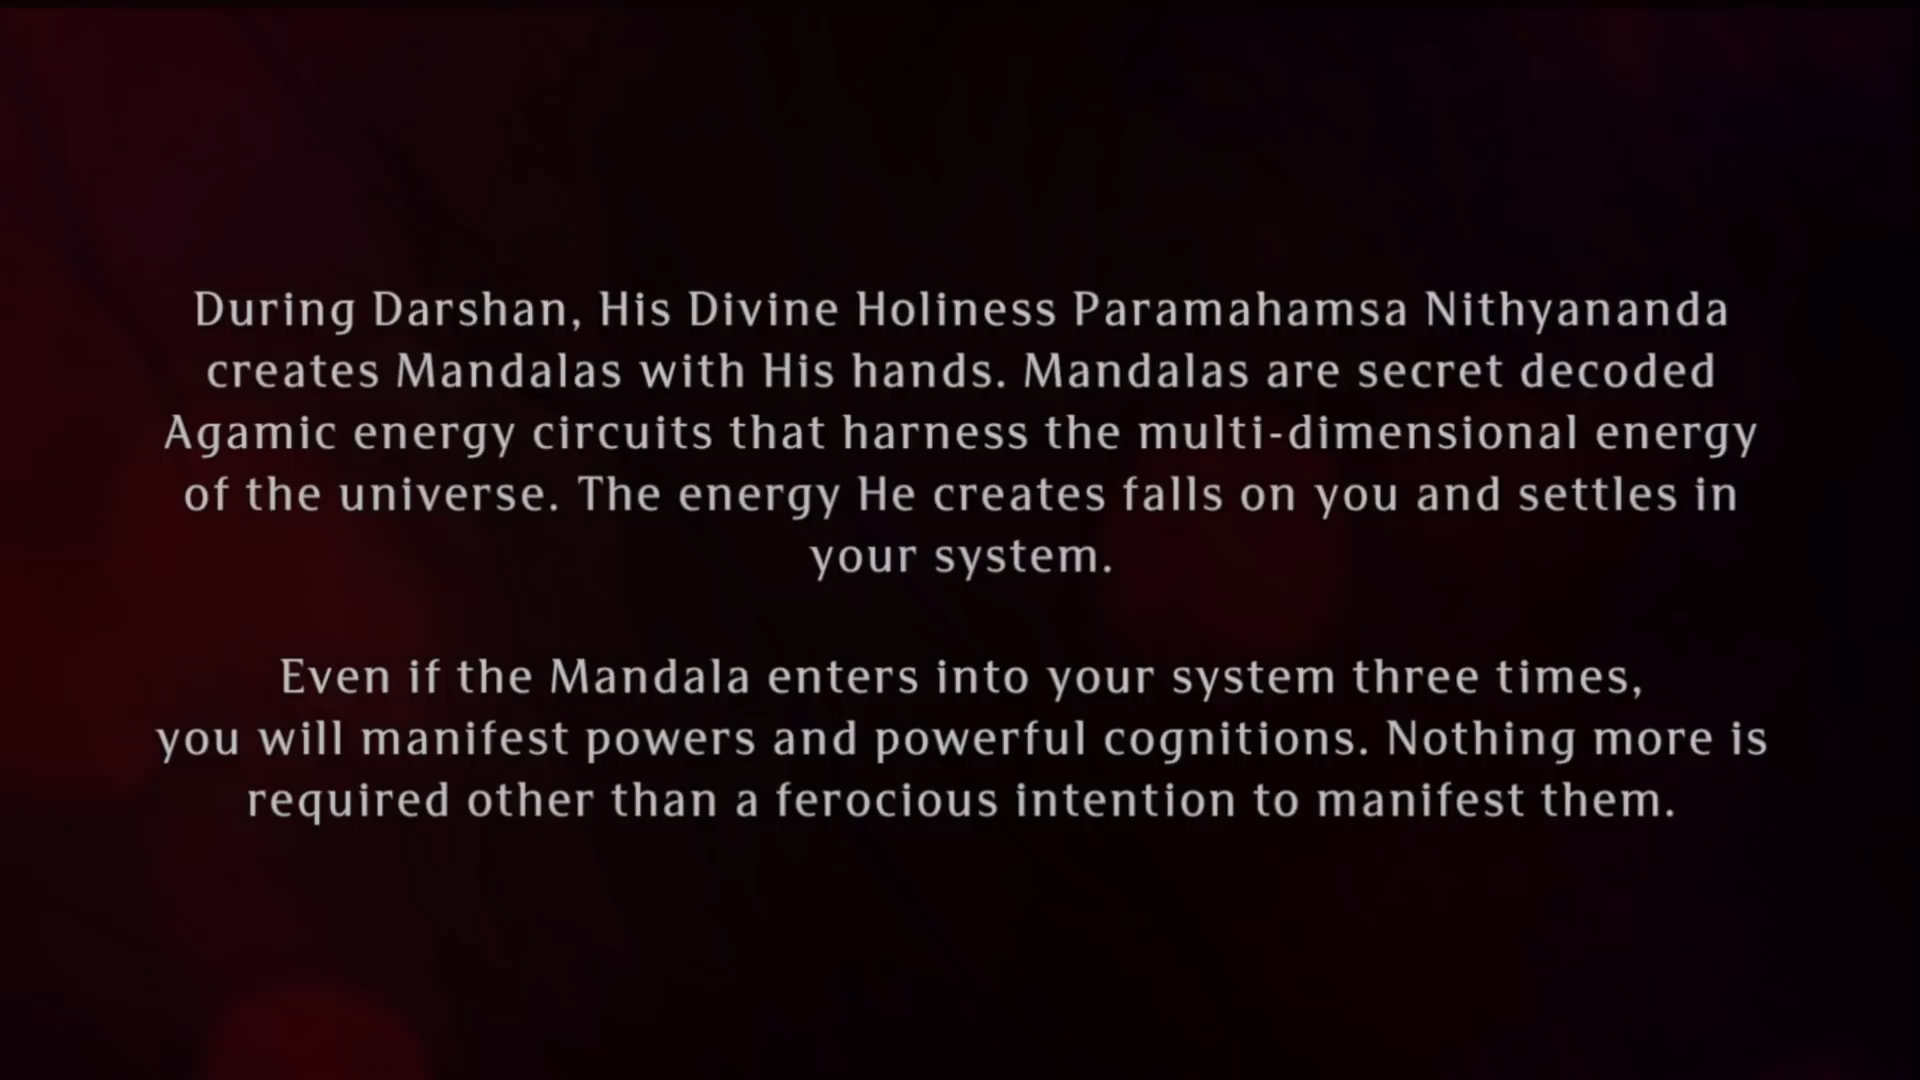 During Darshan, His Divine Holiness Paramahamsa Nithyananda
creates Mandalas with His hands. Mandalas are secret decoded
Agamic energy circuits that harness the multi-dimensional energy
of the universe. The energy He creates falls on you and settles in
your system.
Even if the Mandala enters into your system three times,
you will manifest powers and powerful cognitions. Nothing more is
required other than a ferocious intention to manifest them.